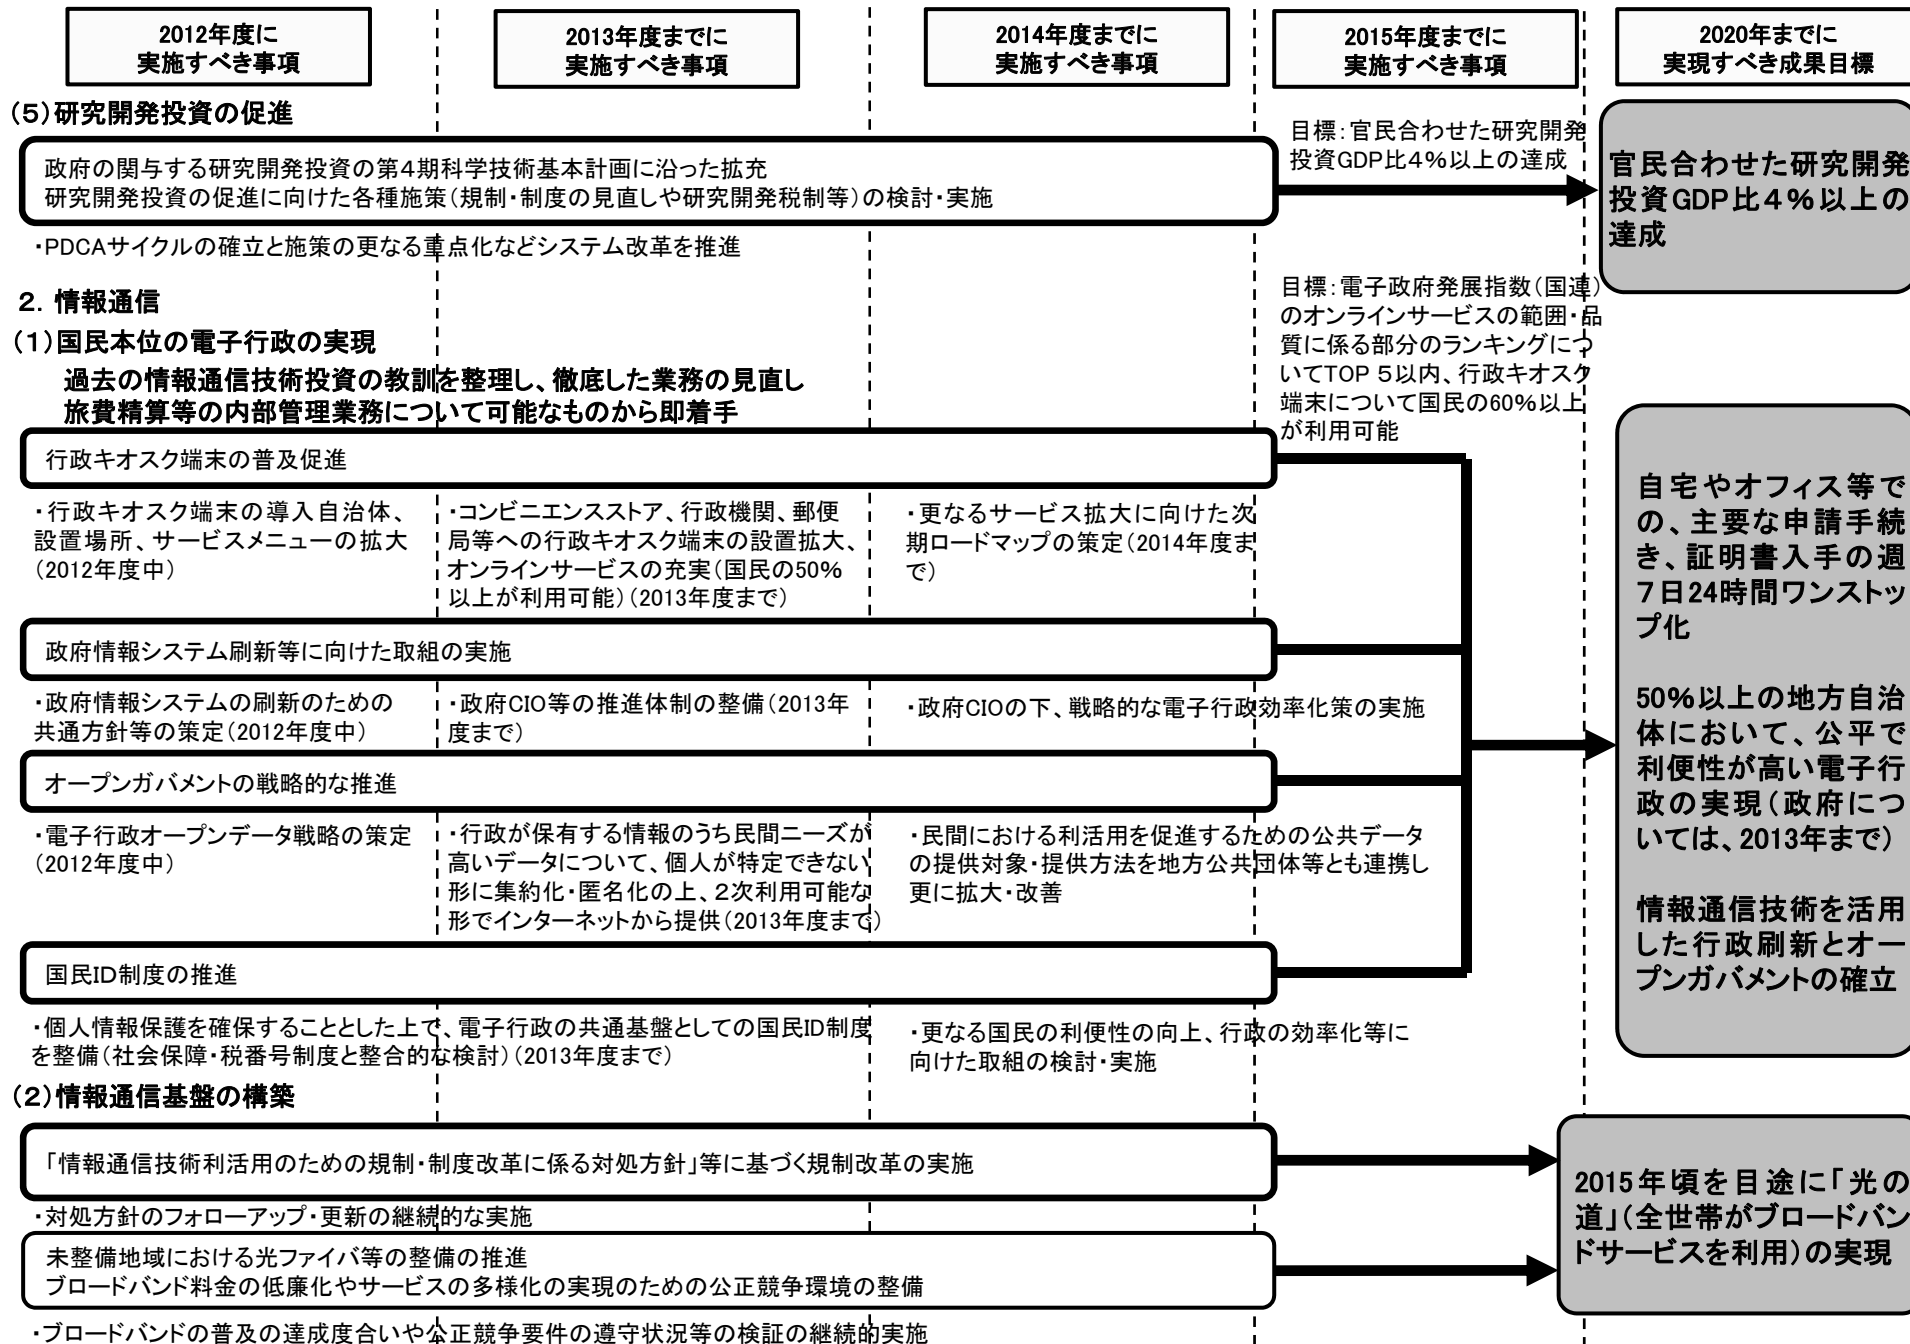 2012年度に
実施すべき事項
2013年度までに
実施すべき事項
2014年度までに
実施すべき事項
2015年度までに
実施すべき事項
2020年までに
実現すべき成果目標
(5)研究開発投資の促進
政府の関与する研究開発投資の第4期科学技術基本計画に沿った拡充
研究開発投資の促進に向けた各種施策(規制・制度の見直しや研究開発税制等)の検討・実施
・PDCAサイクルの確立と施策の更なる重点化などシステム改革を推進
目標:官民合わせた研究開発
投資GDP比4%以上の達成
官民合わせた研究開発
投資GDP比4%以上の
達成
2.情報通信
(1)国民本位の電子行政の実現
過去の情報通信技術投資の教訓を整理し、徹底した業務の見直し
旅費精算等の内部管理業務について可能なものから即着手
目標:電子政府発展指数(国連)
のオンラインサービスの範囲・品
質に係る部分のランキングにつ
いてTOP 5以内、行政キオスク
端末について国民の60%以上
が利用可能
行政キオスク端末の普及促進
・行政キオスク端末の導入自治体、
設置場所、サービスメニューの拡大
(2012年度中)
・コンビニエンスストア、行政機関、郵便
局等への行政キオスク端末の設置拡大、
オンラインサービスの充実(国民の50%
以上が利用可能)(2013年度まで)
・更なるサービス拡大に向けた次
期ロードマップの策定(2014年度ま
で)
政府情報システム刷新等に向けた取組の実施
・政府情報システムの刷新のための
共通方針等の策定(2012年度中)
・政府CIO等の推進体制の整備(2013年
度まで)
・政府CIOの下、戦略的な電子行政効率化策の実施
オープンガバメントの戦略的な推進
・電子行政オープンデータ戦略の策定
(2012年度中)
・行政が保有する情報のうち民間ニーズが
高いデータについて、個人が特定できない
形に集約化・匿名化の上、2次利用可能な
形でインターネットから提供(2013年度まで)
・民間における利活用を促進するための公共データ
の提供対象・提供方法を地方公共団体等とも連携し
更に拡大・改善
国民ID制度の推進
・個人情報保護を確保することとした上で、電子行政の共通基盤としての国民ID制度
を整備(社会保障・税番号制度と整合的な検討)(2013年度まで)
・更なる国民の利便性の向上、行政の効率化等に
向けた取組の検討・実施
自宅やオフィス等で
の、主要な申請手続
き、証明書入手の週
7日24時間ワンストッ
プ化
50%以上の地方自治
体において、公平で
利便性が高い電子行
政の実現(政府につ
いては、2013年まで)
情報通信技術を活用
した行政刷新とオー
プンガバメントの確立
(2)情報通信基盤の構築
「情報通信技術利活用のための規制・制度改革に係る対処方針」等に基づく規制改革の実施
・対処方針のフォローアップ・更新の継続的な実施
未整備地域における光ファイバ等の整備の推進
ブロードバンド料金の低廉化やサービスの多様化の実現のための公正競争環境の整備
・ブロードバンドの普及の達成度合いや公正競争要件の遵守状況等の検証の継続的実施
2015年頃を目途に「光の
道」(全世帯がブロードバン
ドサービスを利用)の実現